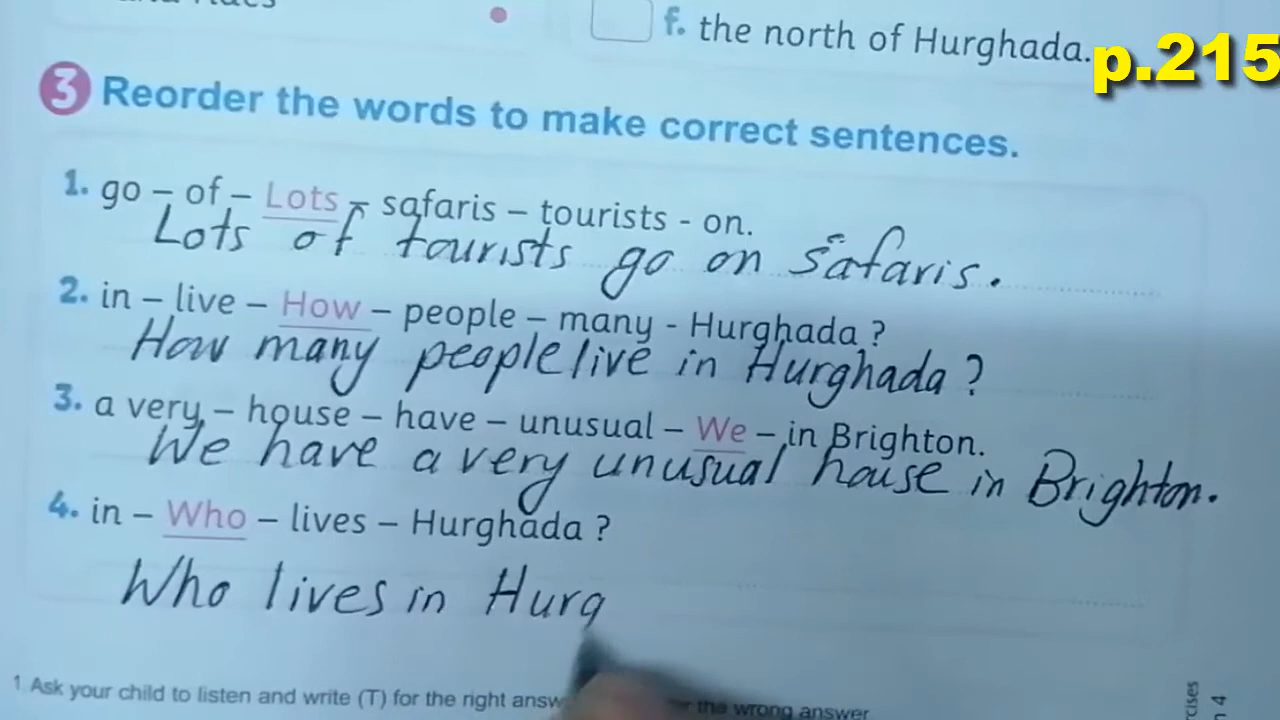 f. the north of Hurghada.
p.215
3 Reorder the words to make correct sentences.
1. go – of – Lots – safaris – tourists - on.
Lots of tourists go on safaris.
2. in – live – How – people – many - Hurghada ?
How many people live in Hurghada ?
3. a very – house – have – unusual – We – in Brighton.
We have a very unusual house in Brighton.
4. in – Who – lives – Hurghada ?
Who lives in Hurg
1. Ask your child to listen and write (T) for the right answ the wrong answer